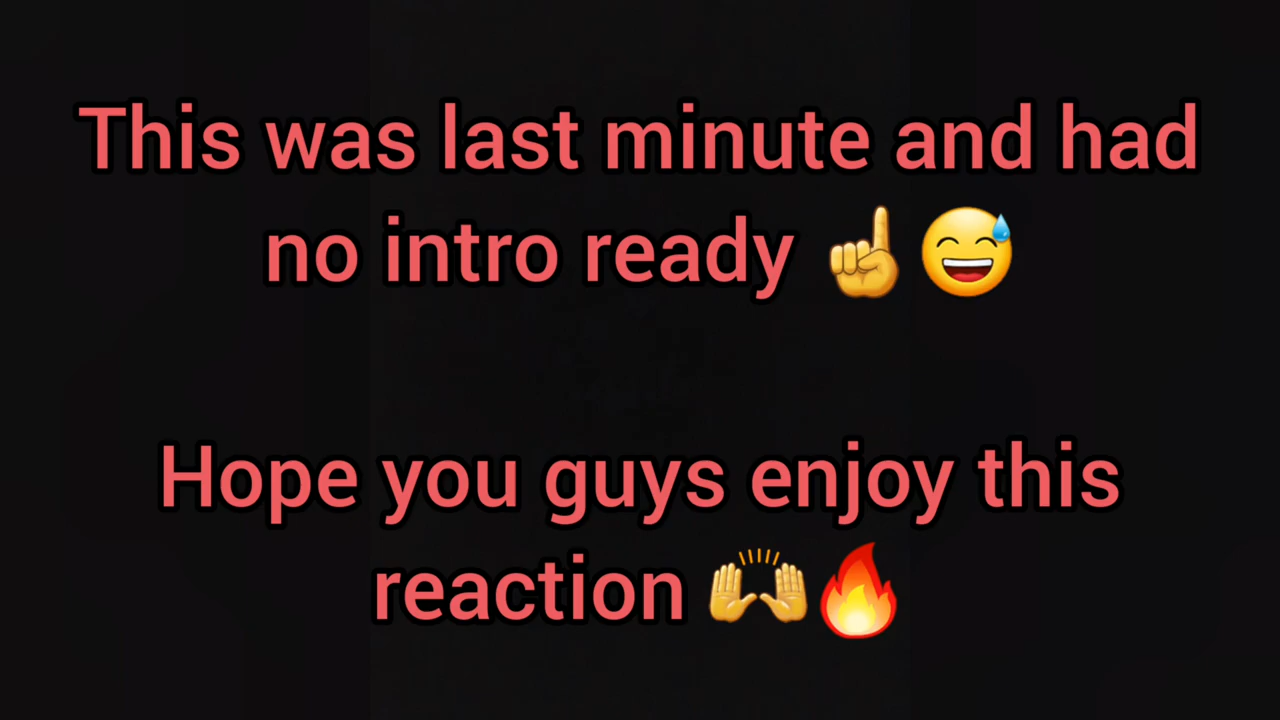 This was last minute and had
no intro ready ☝️😅
Hope you guys enjoy this
reaction 🙌🔥